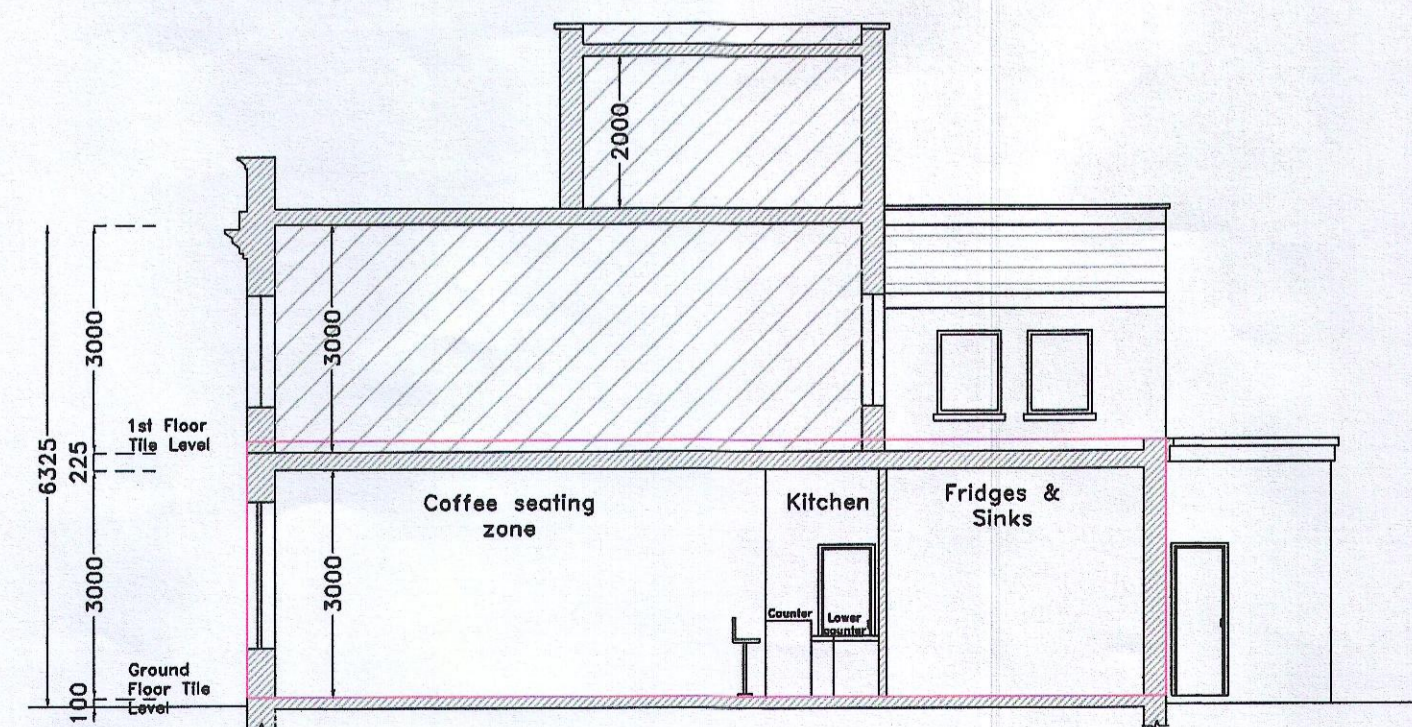 2000
3000
3000
1st Floor
Tile Level
6325
225
Coffee seating
zone
Kitchen
Fridges &
Sinks
3000
3000
Counter
Lower
counter
Ground
Floor Tile
Level
100